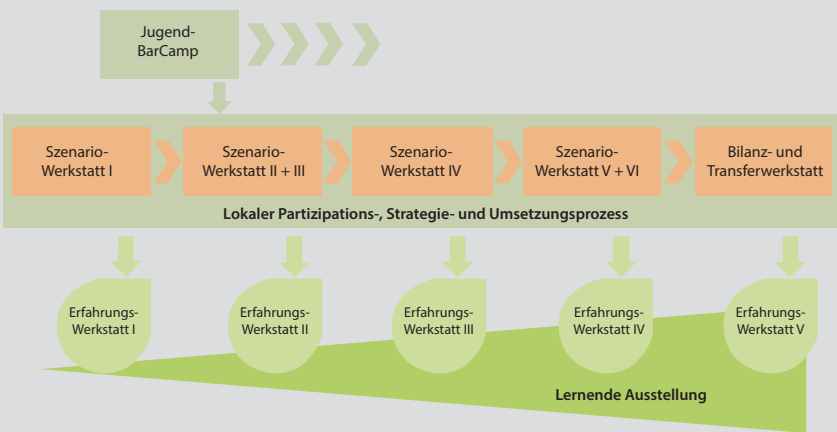 Jugend-
BarCamp
Szenario-
Werkstatt I
Szenario-
Werkstatt II + III
Szenario-
Werkstatt IV
Szenario-
Werkstatt V + VI
Bilanz- und
Transferwerkstatt
Lokaler Partizipations-, Strategie- und Umsetzungsprozess
Erfahrungs-
Werkstatt I
Erfahrungs-
Werkstatt II
Erfahrungs-
Werkstatt III
Erfahrungs-
Werkstatt IV
Erfahrungs-
Werkstatt V
Lernende Ausstellung